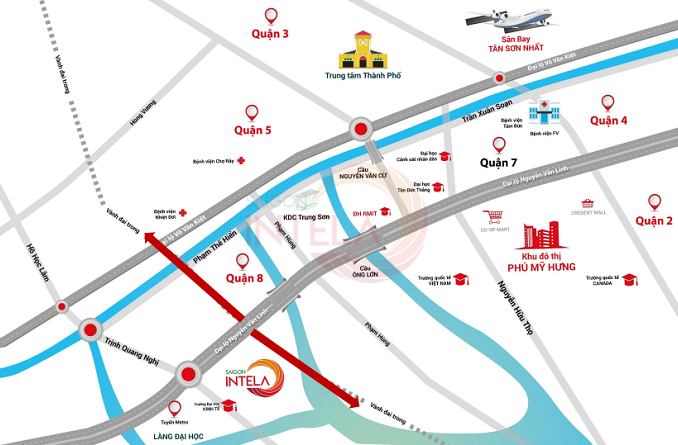 Quận 3
Sân Bay
TÂN SƠN NHẤT
Vành đai trong
Trung tâm Thành Phố
Đại lộ Võ Văn Kiệt
Hùng Vương
Trần Xuân Soạn
Bệnh viện
Tâm Đức
Bệnh viện FV
Quận 4
Quận 5
Quận 7
Bệnh viện Chợ Rẫy
Cầu
NGUYỄN VĂN CỪ
Đại học
Cảnh sát nhân dân
Đại học
Tôn Đức Thắng
Đại lộ Nguyễn Văn Linh
Bệnh viện
Nhiệt Đới
Vành đai trong
Đại lộ Võ Văn Kiệt
SAIGON
INTELA
KDC Trung Sơn
ĐH RMIT
CO-OP MART
CRESENT MALL
Quận 2
Phạm Thế Hiển
Phạm Hùng
Khu đô thị
PHÚ MỸ HƯNG
Hồ Học Lãm
Quận 8
Cầu
ÔNG LỚN
Trường quốc tế
VIỆT NAM
Trường quốc tế
CANADA
Nguyễn Hữu Thọ
Đại lộ Nguyễn Văn Linh
Phạm Hùng
Trịnh Quang Nghị
SAIGON
INTELA
Trường Đại Học
KINH TẾ
Vành đai trong
Tuyến Metro
LÀNG ĐẠI HỌC